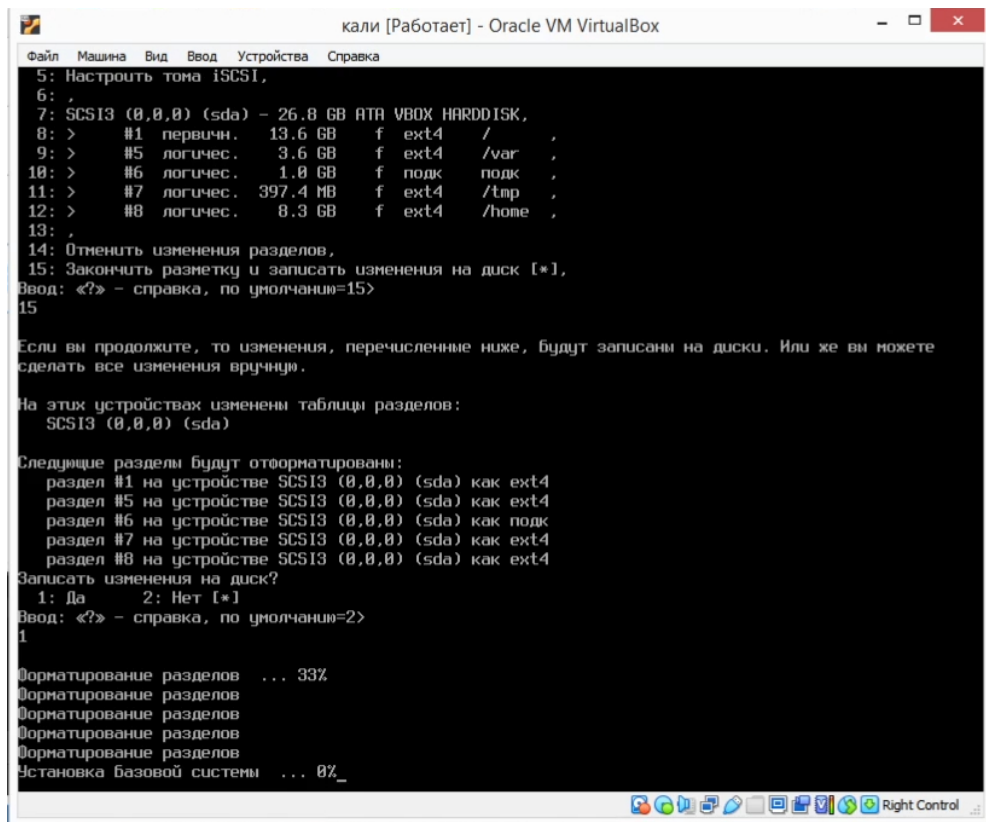 кали [Работает] - Oracle VM VirtualBox
Файл Машина Вид Ввод Устройства Справка
5: Настроить тома iSCSI,
6: ,
7: SCSI3 (0,0,0) (sda) – 26.8 GB ATA VBOX HARDDISK,
8: > #1 первичн. 13.6 GB f ext4 / ,
9: > #5 логичес. 3.6 GB f ext4 /var ,
10: > #6 логичес. 1.0 GB f подк подк ,
11: > #7 логичес. 397.4 MB f ext4 /tmp ,
12: > #8 логичес. 8.3 GB f ext4 /home ,
13: ,
14: Отменить изменения разделов,
15: Закончить разметку и записать изменения на диск [*],
Ввод: «?» – справка, по умолчанию=15>
15
Если вы продолжите, то изменения, перечисленные ниже, будут записаны на диски. Или же вы можете
сделать все изменения вручную.
На этих устройствах изменены таблицы разделов:
SCSI3 (0,0,0) (sda)
Следующие разделы будут отформатированы:
раздел #1 на устройстве SCSI3 (0,0,0) (sda) как ext4
раздел #5 на устройстве SCSI3 (0,0,0) (sda) как ext4
раздел #6 на устройстве SCSI3 (0,0,0) (sda) как подк
раздел #7 на устройстве SCSI3 (0,0,0) (sda) как ext4
раздел #8 на устройстве SCSI3 (0,0,0) (sda) как ext4
Записать изменения на диск?
1: Да 2: Нет [*]
Ввод: «?» – справка, по умолчанию=2>
1
Форматирование разделов ... 33%
Форматирование разделов
Форматирование разделов
Форматирование разделов
Форматирование разделов
Установка базовой системы ... 0%_
Right Control